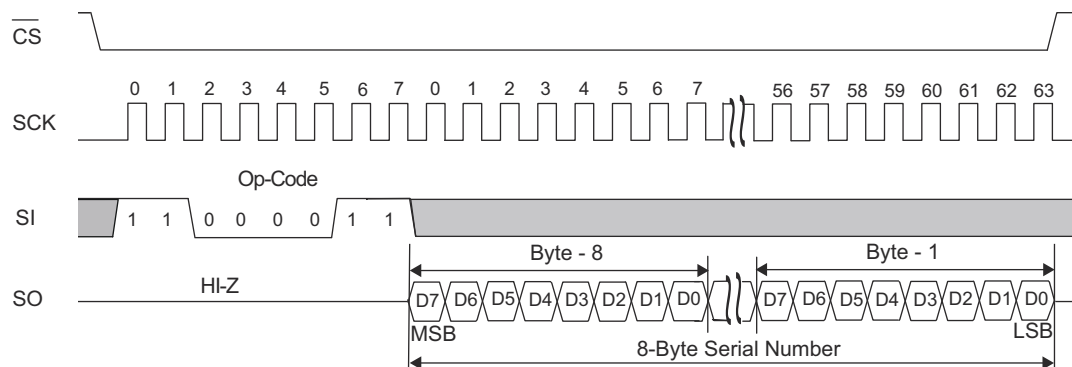 CS
SCK
0 1 2 3 4 5 6 7 0 1 2 3 4 5 6 7 56 57 58 59 60 61 62 63
Op-Code
SI
1 1 0 0 0 0 1 1
Byte - 8 Byte - 1
SO
HI-Z
D7 D6 D5 D4 D3 D2 D1 D0 D7 D6 D5 D4 D3 D2 D1 D0
MSB LSB
8-Byte Serial Number